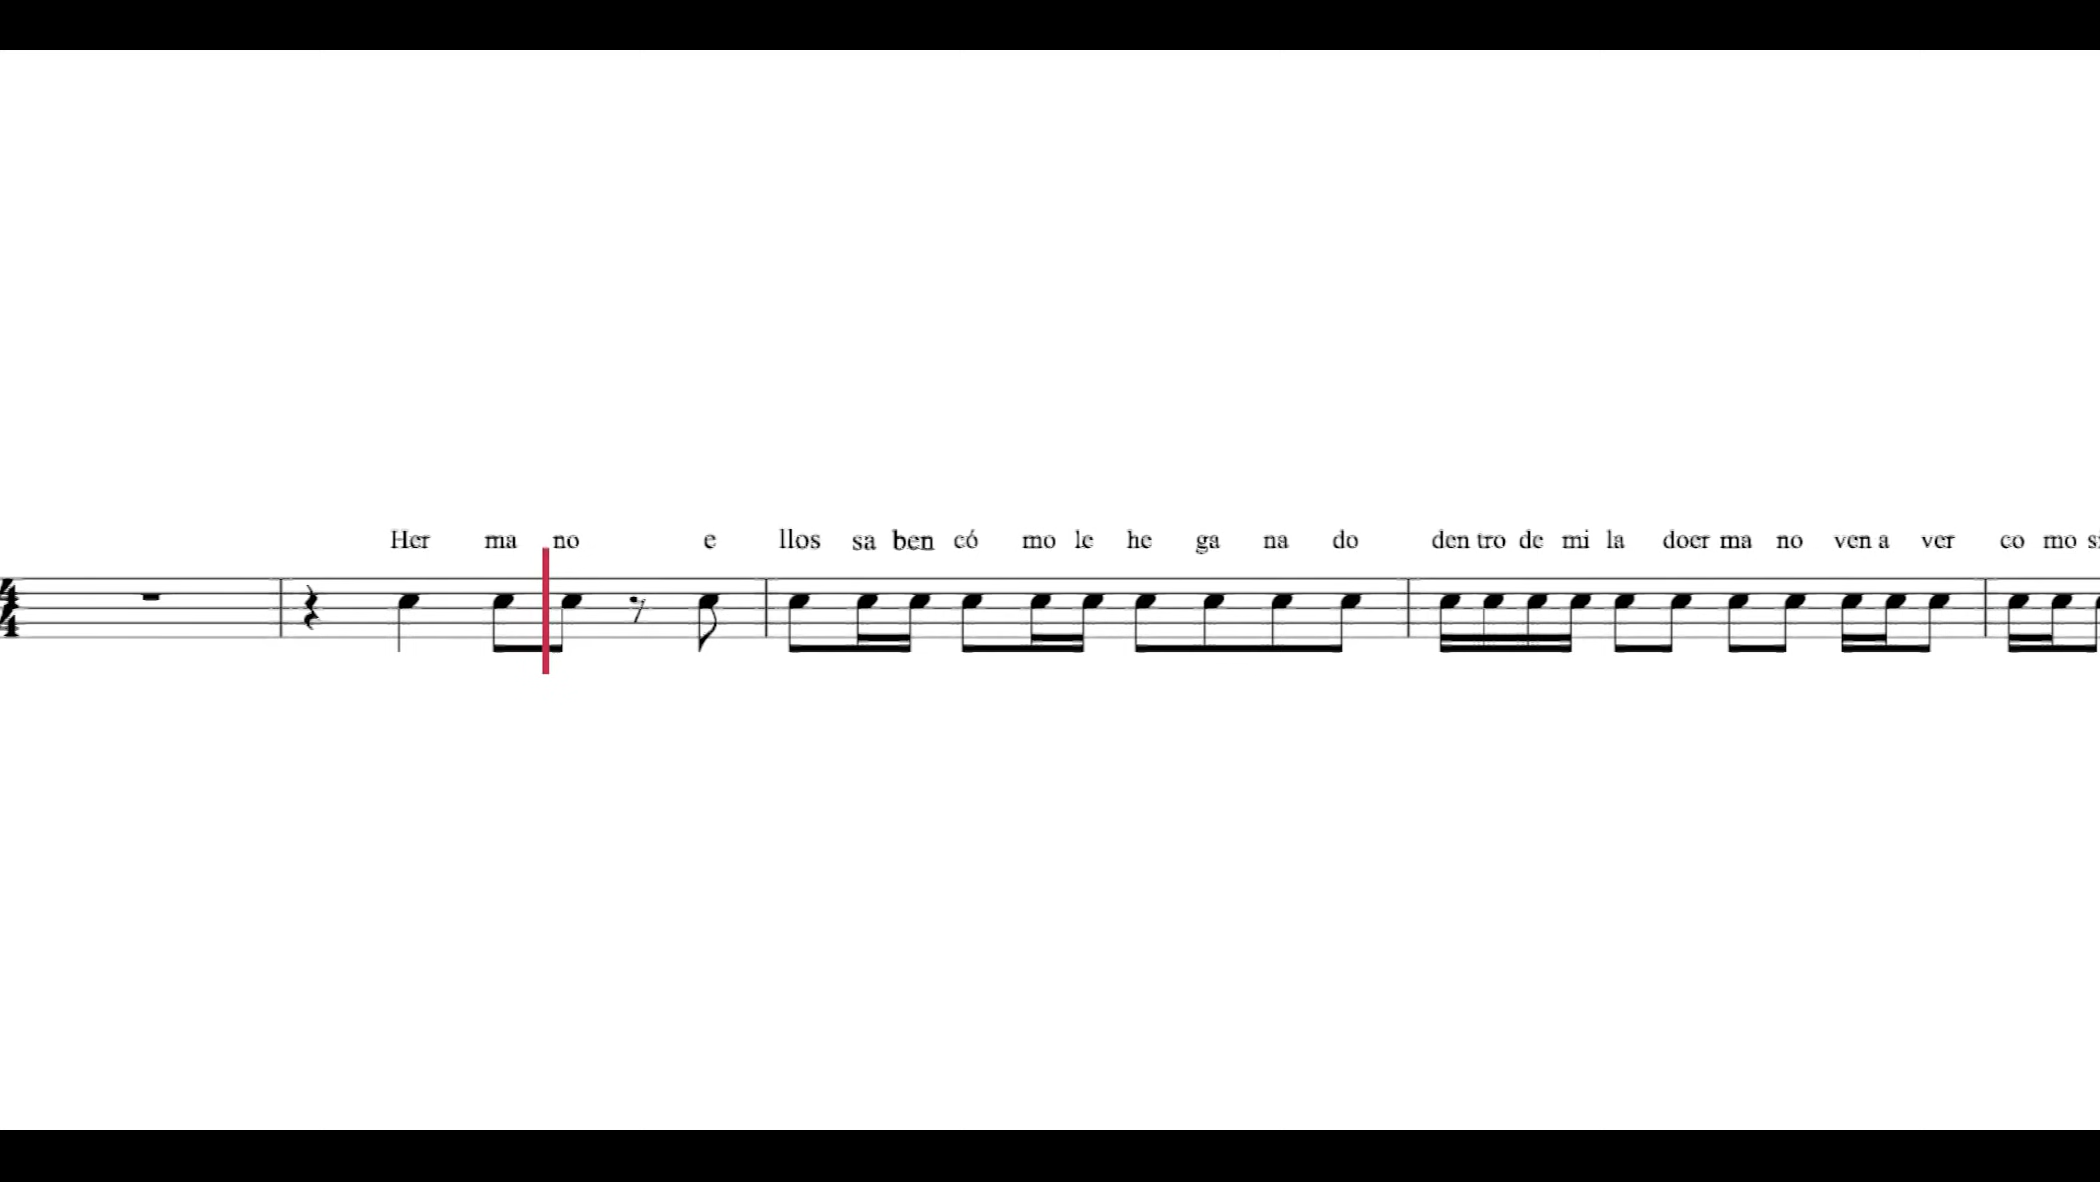 Her ma no e llos sa ben có mo le he ga na do den tro de mi la doer ma no ven a ver co mo